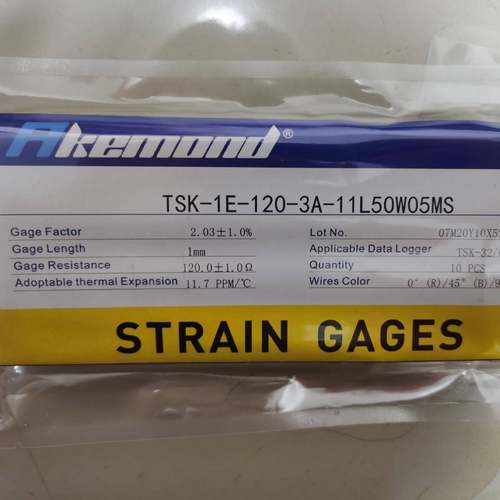 Akemond®
TSK-1E-120-3A-11L50W05MS
Gage Factor 2.03±1.0% Lot No.
Gage Length 1mm Applicable Data Logger
Gage Resistance 120.0±1.0Ω Quantity 10 PCS
Adoptable thermal Expansion 11.7 PPM/℃ Wires Color 0° (R)/45° (B)/
STRAIN GAGES